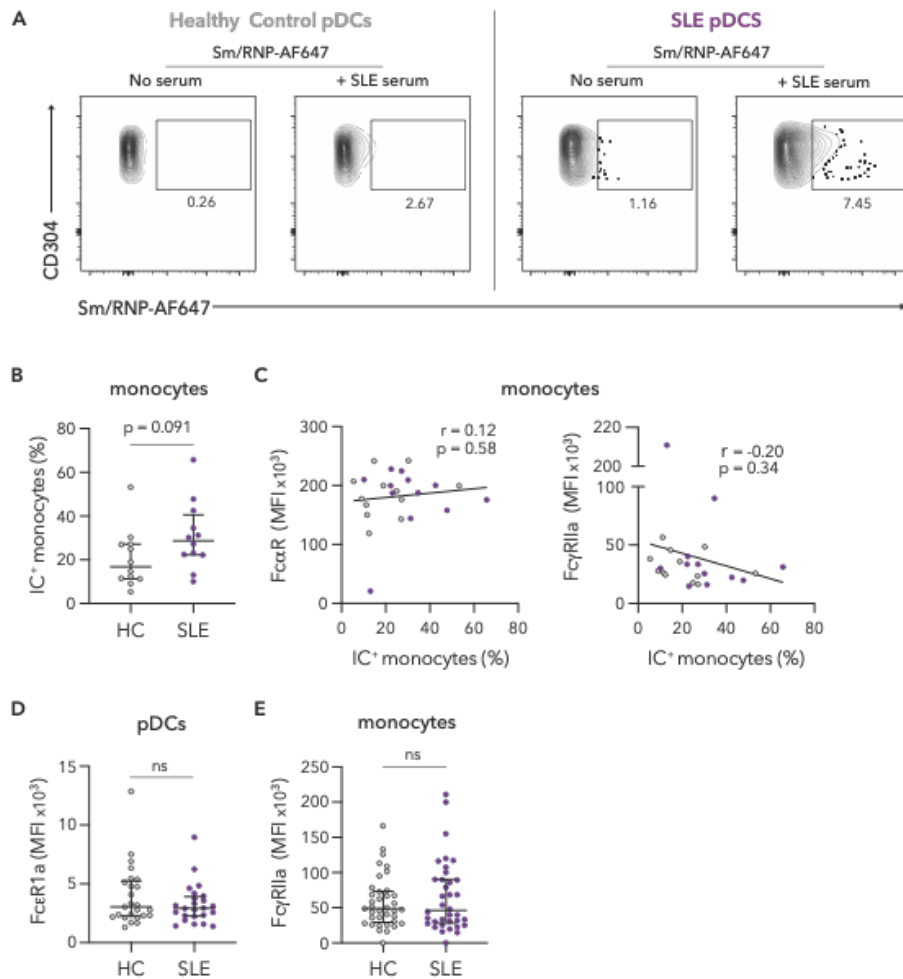 A
Healthy Control pDCs
SLE pDCS
Sm/RNP-AF647
Sm/RNP-AF647
No serum
+ SLE serum
No serum
+ SLE serum
0.26
2.67
1.16
7.45
CD304
Sm/RNP-AF647
B
monocytes
p = 0.091
IC⁺ monocytes (%)
80
60
40
20
0
HC
SLE
C
monocytes
r = 0.12
p = 0.58
FcαR (MFI x10³)
300
200
100
0
0
20
40
60
80
IC⁺ monocytes (%)
r = -0.20
p = 0.34
FcγRIIa (MFI x10³)
220
200
100
50
0
0
20
40
60
80
IC⁺ monocytes (%)
D
pDCs
ns
FcεR1a (MFI x10³)
15
10
5
0
HC
SLE
E
monocytes
ns
FcγRIIa (MFI x10³)
250
200
150
100
50
0
HC
SLE